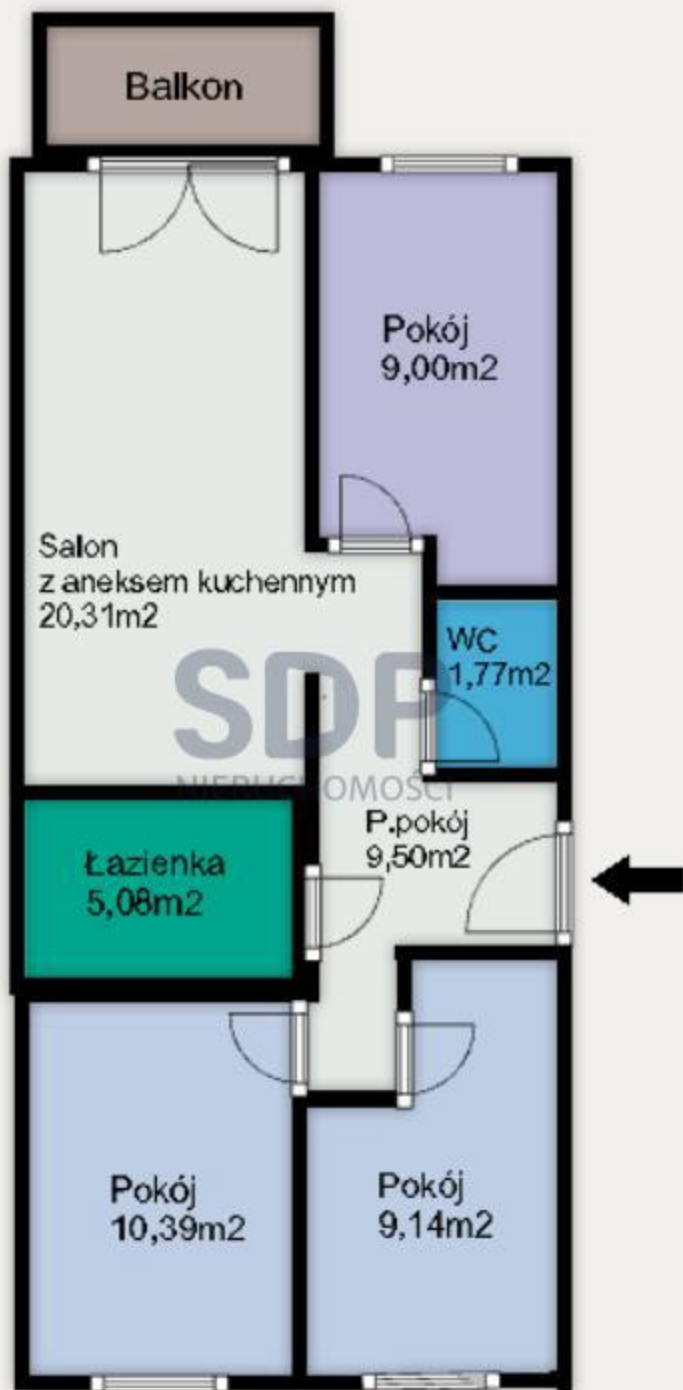 Balkon
Pokój
9,00m2
Salon
z aneksem kuchennym
20,31m2
WC
1,77m2
SDP
NIERUCHOMOŚCI
P.pokój
9,50m2
Łazienka
5,08m2
Pokój
10,39m2
Pokój
9,14m2